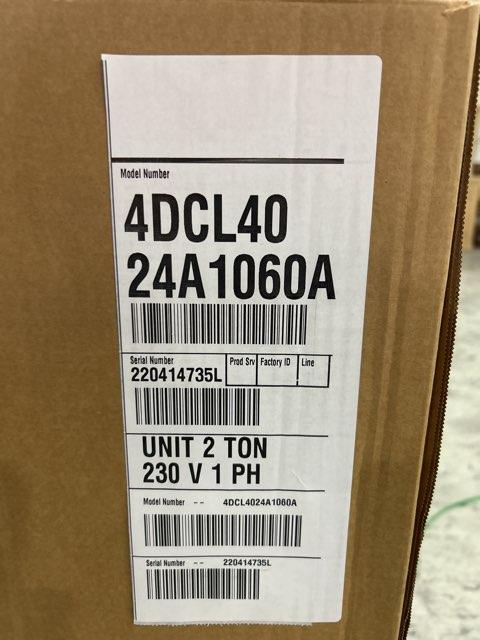 Model Number
4DCL40
24A1060A
Serial Number
220414735L
Prod Srv Factory ID Line
UNIT 2 TON
230 V 1 PH
Model Number -- 4DCL4024A1060A
Serial Number -- 220414735L